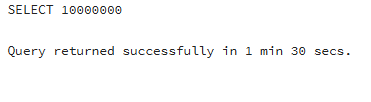 SELECT 10000000
Query returned successfully in 1 min 30 secs.